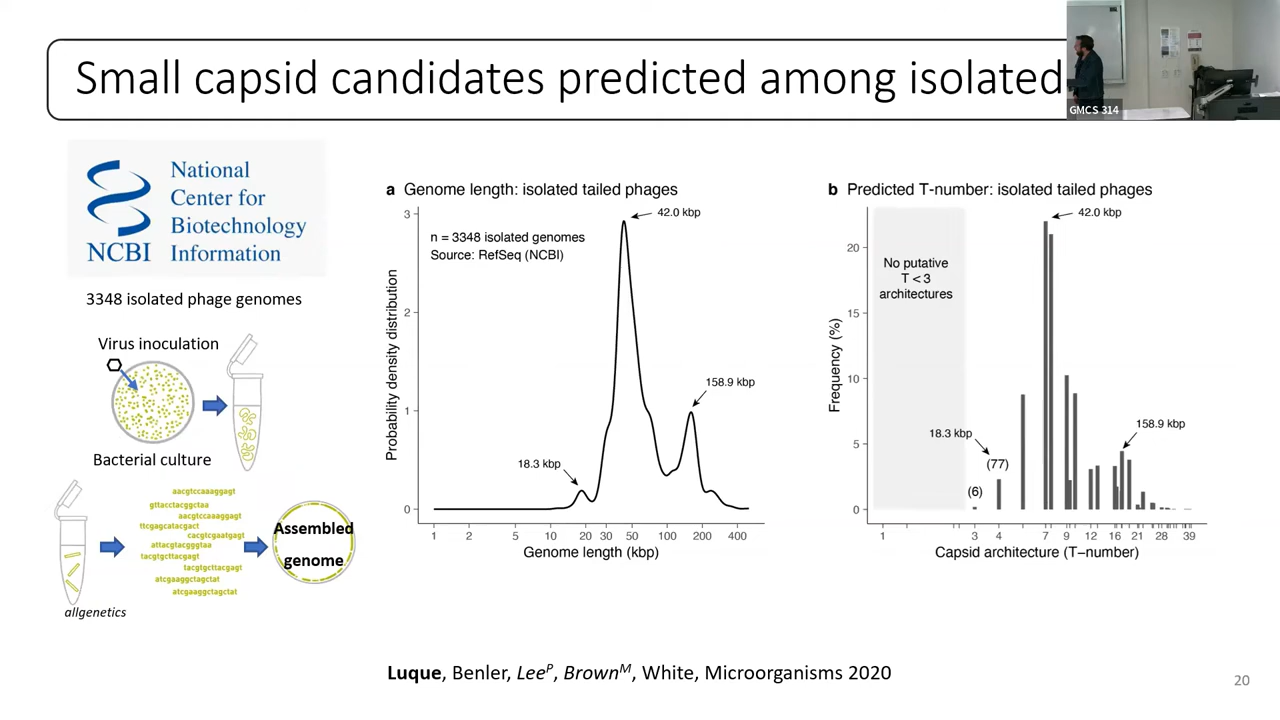 Small capsid candidates predicted among isolated
GMCS 314
National
Center for
Biotechnology
Information
NCBI
3348 isolated phage genomes
Virus inoculation
Bacterial culture
aacgtccaaaggagt
gttacctacggctaa
aacgtccaaaggagt
ttcgagcatacgact
cacgtcgaatgagt
attacgtacgggtaa
tacgtgcttacgagt
tacgtgcttacgagt
atcgaaggctagctat
atcgaaggctagctat
Assembled
genome
allgenetics
a Genome length: isolated tailed phages
n = 3348 isolated genomes
Source: RefSeq (NCBI)
42.0 kbp
158.9 kbp
18.3 kbp
Probability density distribution
3
2
1
0
1 2 5 10 20 30 50 100 200 400
Genome length (kbp)
b Predicted T-number: isolated tailed phages
No putative
T < 3
architectures
42.0 kbp
18.3 kbp
158.9 kbp
(77)
(6)
Frequency (%)
20
15
10
5
0
1 3 4 7 9 12 16 21 28 39
Capsid architecture (T−number)
Luque, Benler, Leeᴾ, Brownᴹ, White, Microorganisms 2020
20